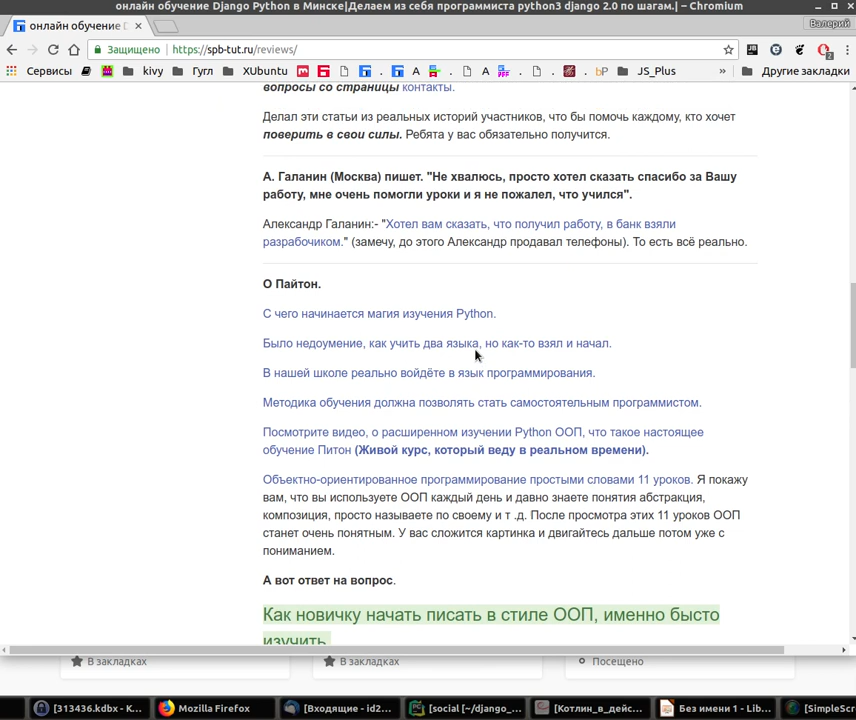 онлайн обучение Django Python в Минске|Делаем из себя программиста python3 django 2.0 по шагам.| – Chromium
онлайн обучение D
Валерий
Защищено https://spb-tut.ru/reviews/
Сервисы kivy Гугл XUbuntu A A bP JS_Plus » Другие закладки
вопросы со страницы контакты.
Делал эти статьи из реальных историй участников, что бы помочь каждому, кто хочет
поверить в свои силы. Ребята у вас обязательно получится.
А. Галанин (Москва) пишет. "Не хвалюсь, просто хотел сказать спасибо за Вашу
работу, мне очень помогли уроки и я не пожалел, что учился".
Александр Галанин:- "Хотел вам сказать, что получил работу, в банк взяли
разрабочиком." (замечу, до этого Александр продавал телефоны). То есть всё реально.
О Пайтон.
С чего начинается магия изучения Python.
Было недоумение, как учить два языка, но как-то взял и начал.
В нашей школе реально войдёте в язык программирования.
Методика обучения должна позволять стать самостоятельным программистом.
Посмотрите видео, о расширенном изучении Python ООП, что такое настоящее
обучение Питон (Живой курс, который веду в реальном времени).
Объектно-ориентированное программирование простыми словами 11 уроков. Я покажу
вам, что вы используете ООП каждый день и давно знаете понятия абстракция,
композиция, просто называете по своему и т .д. После просмотра этих 11 уроков ООП
станет очень понятным. У вас сложится картинка и двигайтесь дальше потом уже с
пониманием.
А вот ответ на вопрос.
Как новичку начать писать в стиле ООП, именно бысто
изучить
В закладках В закладках Посещено
[313436.kdbx - K... Mozilla Firefox [Входящие - id2... [social [~/django_... [Котлин_в_дейс... Без имени 1 - Lib... [SimpleScr